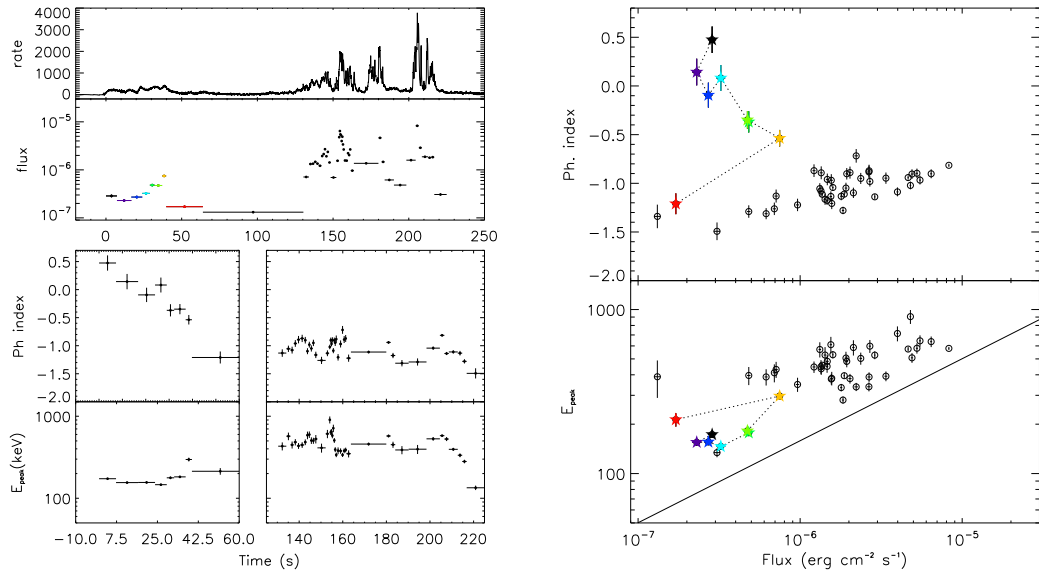 4000
3000
2000
1000
0
rate
10⁻⁵
10⁻⁶
10⁻⁷
flux
0 50 100 150 200 250
0.5
0.0
-0.5
-1.0
-1.5
-2.0
Ph index
1000
100
E_peak(keV)
-10.0 7.5 25.0 42.5 60.0
140 160 180 200 220
Time (s)
0.5
0.0
-0.5
-1.0
-1.5
-2.0
Ph. index
1000
100
E_peak
10⁻⁷ 10⁻⁶ 10⁻⁵
Flux (erg cm⁻² s⁻¹)